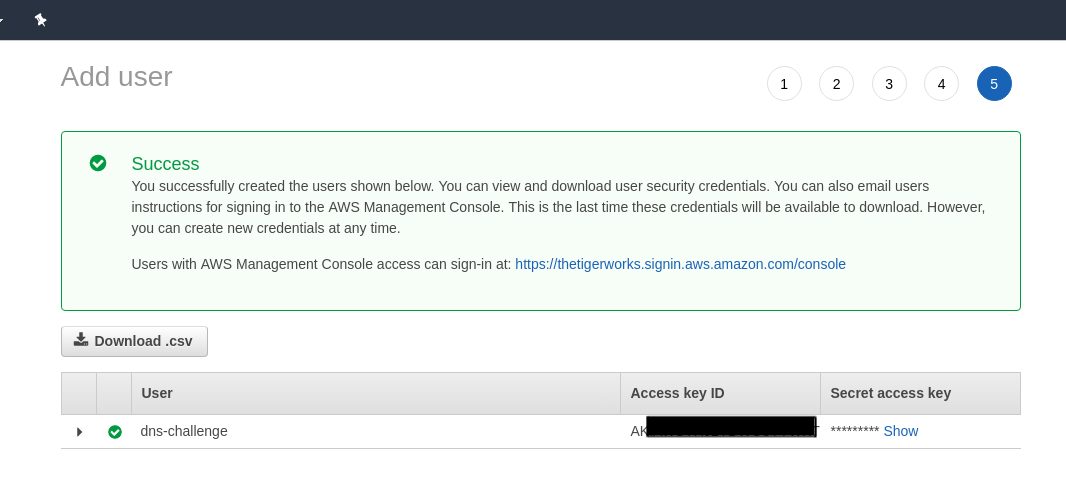 Add user
1 2 3 4 5
Success
You successfully created the users shown below. You can view and download user security credentials. You can also email users
instructions for signing in to the AWS Management Console. This is the last time these credentials will be available to download. However,
you can create new credentials at any time.
Users with AWS Management Console access can sign-in at: https://thetigerworks.signin.aws.amazon.com/console
Download .csv
User Access key ID Secret access key
dns-challenge AK ********* Show